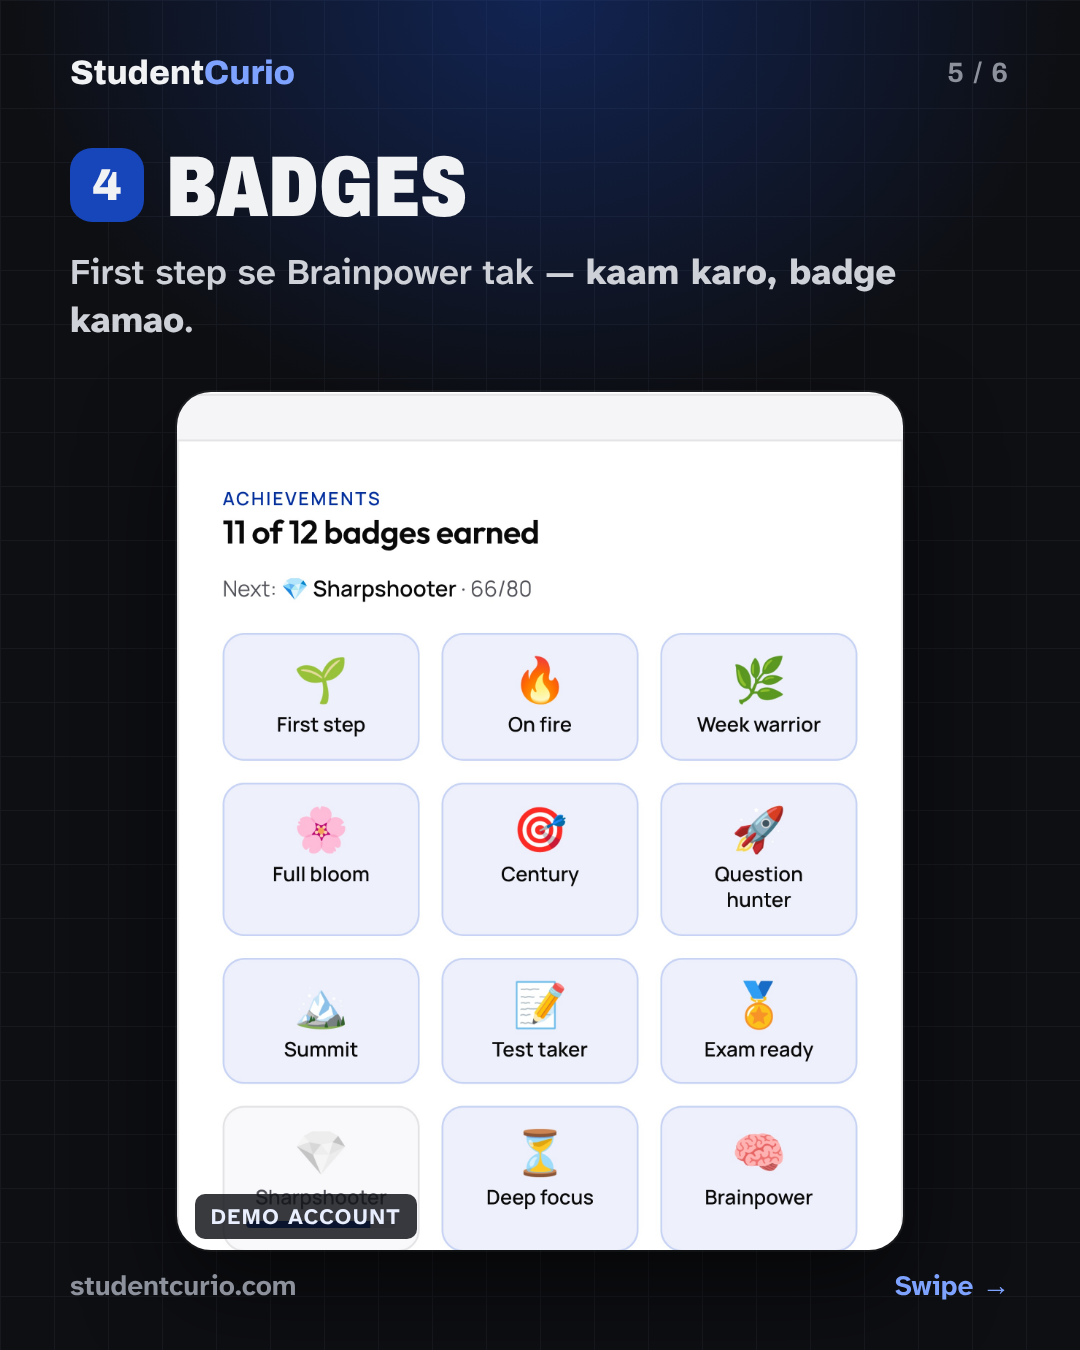 StudentCurio
5 / 6
4 BADGES
First step se Brainpower tak — kaam karo, badge
kamao.
ACHIEVEMENTS
11 of 12 badges earned
Next: 💎 Sharpshooter · 66/80
First step
On fire
Week warrior
Full bloom
Century
Question
hunter
Summit
Test taker
Exam ready
Sharpshooter
Deep focus
Brainpower
DEMO ACCOUNT
studentcurio.com
Swipe →